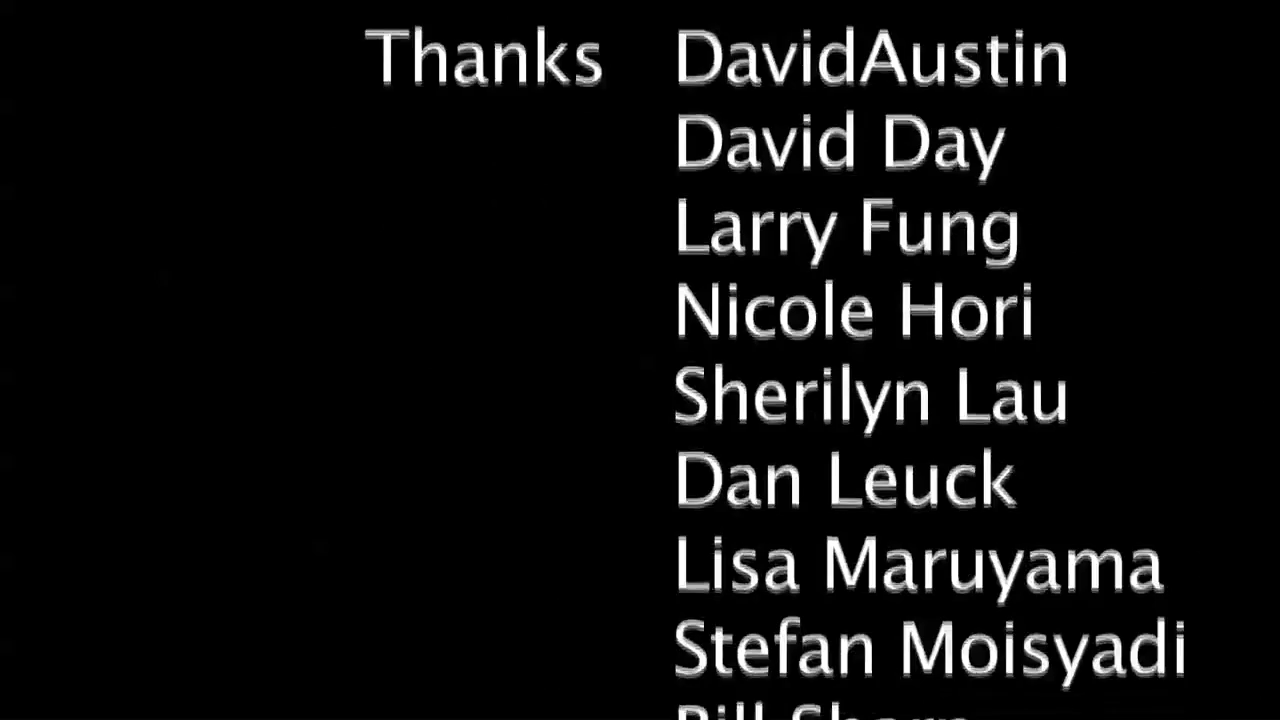 Thanks DavidAustin
David Day
Larry Fung
Nicole Hori
Sherilyn Lau
Dan Leuck
Lisa Maruyama
Stefan Moisyadi